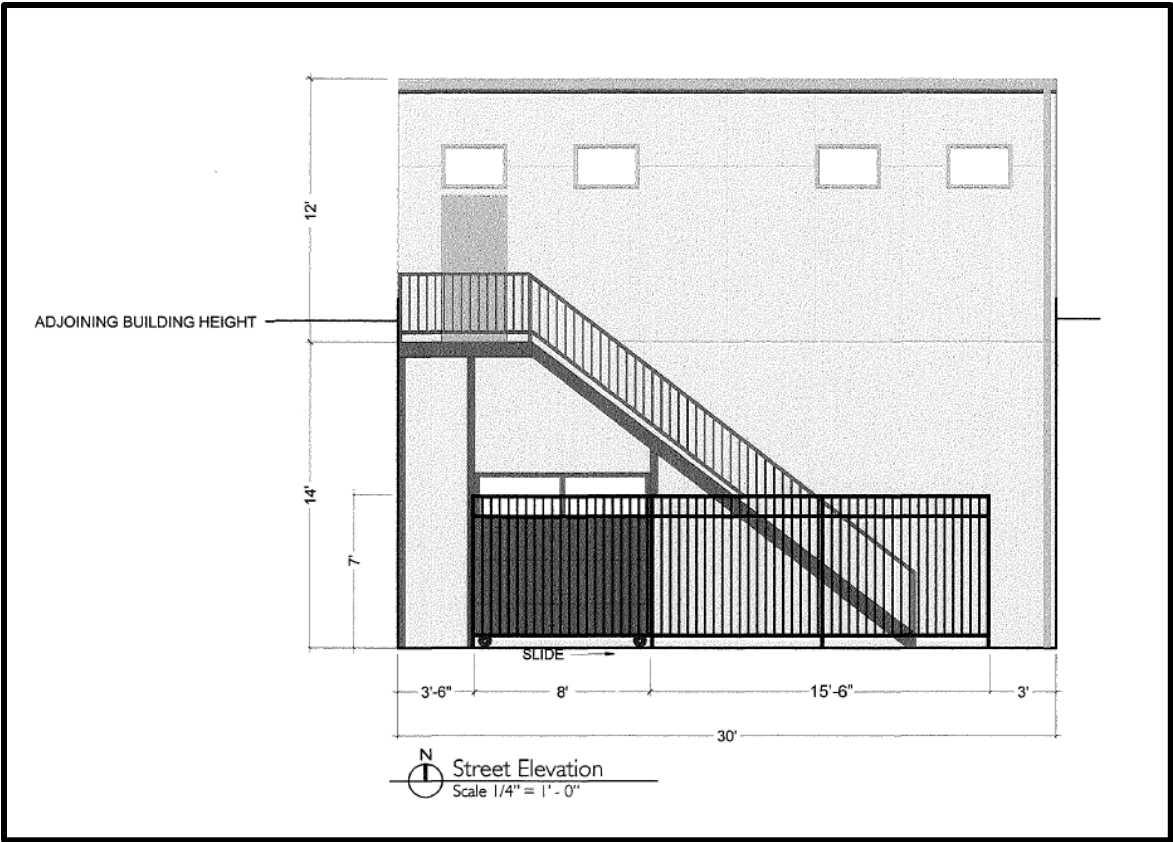 12'
ADJOINING BUILDING HEIGHT
14'
7'
SLIDE
3'-6" 8' 15'-6" 3'
30'
N
Street Elevation
Scale 1/4" = 1' - 0"